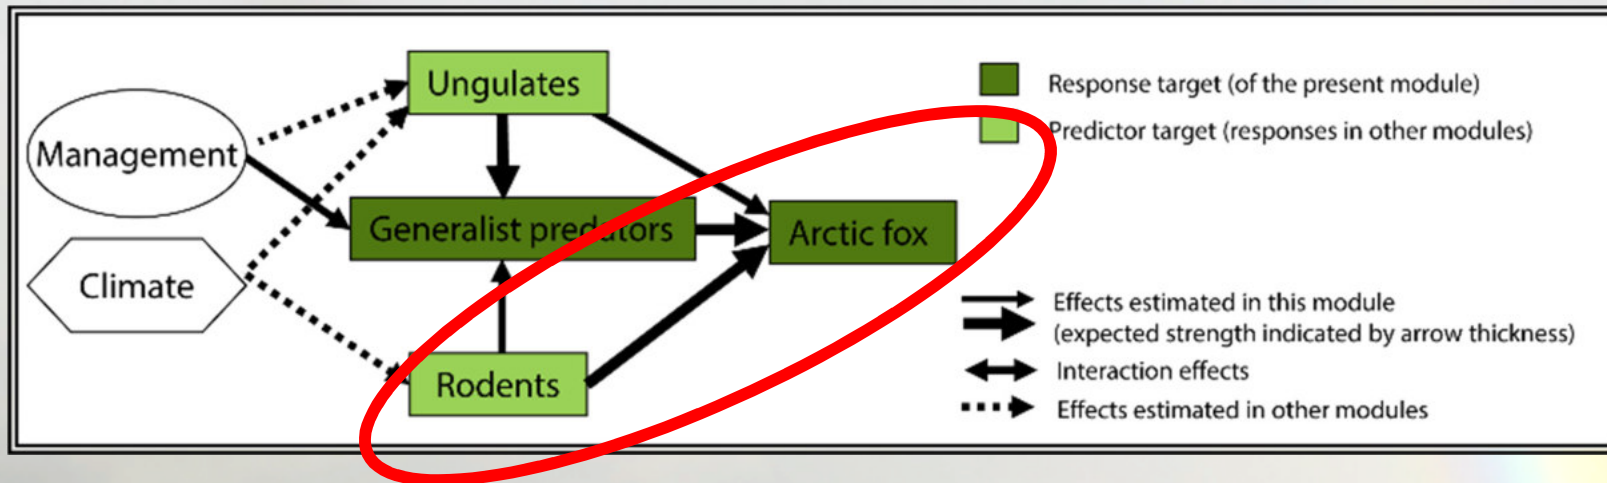 Ungulates
Management
Generalist predators
Arctic fox
Climate
Rodents
Response target (of the present module)
Predictor target (responses in other modules)
Effects estimated in this module
(expected strength indicated by arrow thickness)
Interaction effects
Effects estimated in other modules